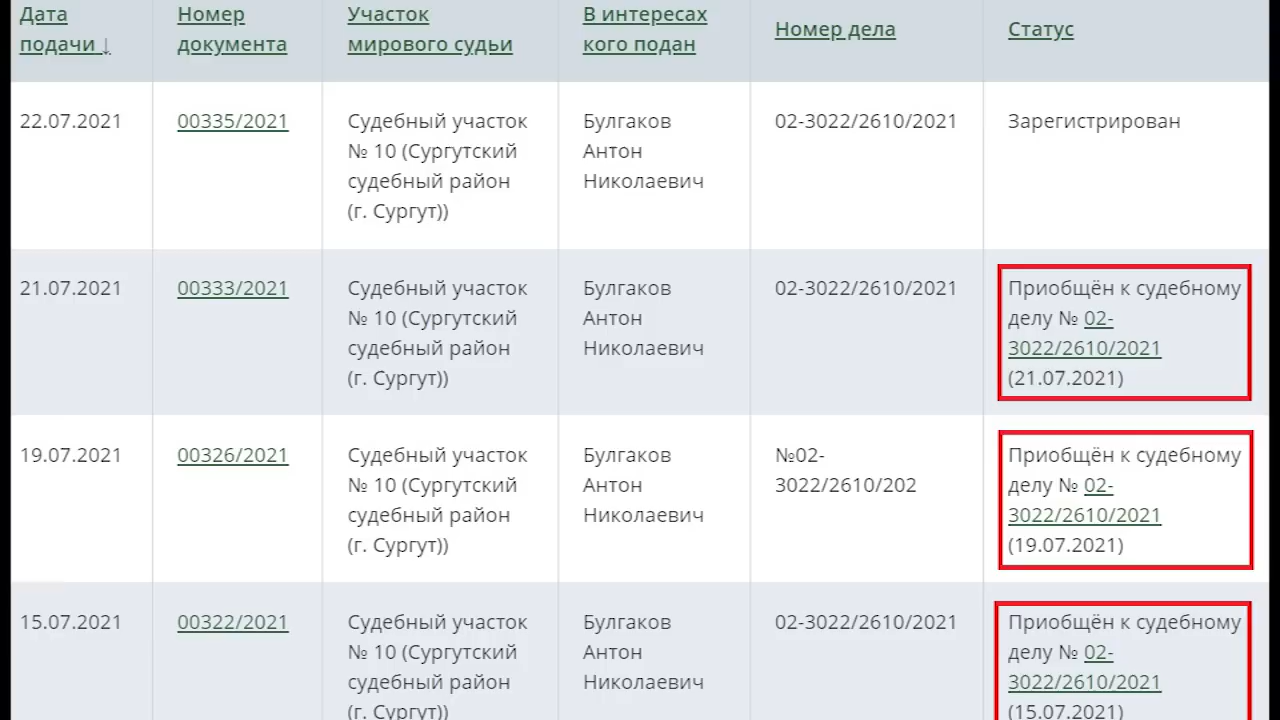 Дата
подачи ↓
Номер
документа
Участок
мирового судьи
В интересах
кого подан
Номер дела
Статус
22.07.2021
00335/2021
Судебный участок
№ 10 (Сургутский
судебный район
(г. Сургут))
Булгаков
Антон
Николаевич
02-3022/2610/2021
Зарегистрирован
21.07.2021
00333/2021
Судебный участок
№ 10 (Сургутский
судебный район
(г. Сургут))
Булгаков
Антон
Николаевич
02-3022/2610/2021
Приобщён к судебному
делу № 02-
3022/2610/2021
(21.07.2021)
19.07.2021
00326/2021
Судебный участок
№ 10 (Сургутский
судебный район
(г. Сургут))
Булгаков
Антон
Николаевич
№02-
3022/2610/202
Приобщён к судебному
делу № 02-
3022/2610/2021
(19.07.2021)
15.07.2021
00322/2021
Судебный участок
№ 10 (Сургутский
судебный район
(г. Сургут))
Булгаков
Антон
Николаевич
02-3022/2610/2021
Приобщён к судебному
делу № 02-
3022/2610/2021
(15.07.2021)